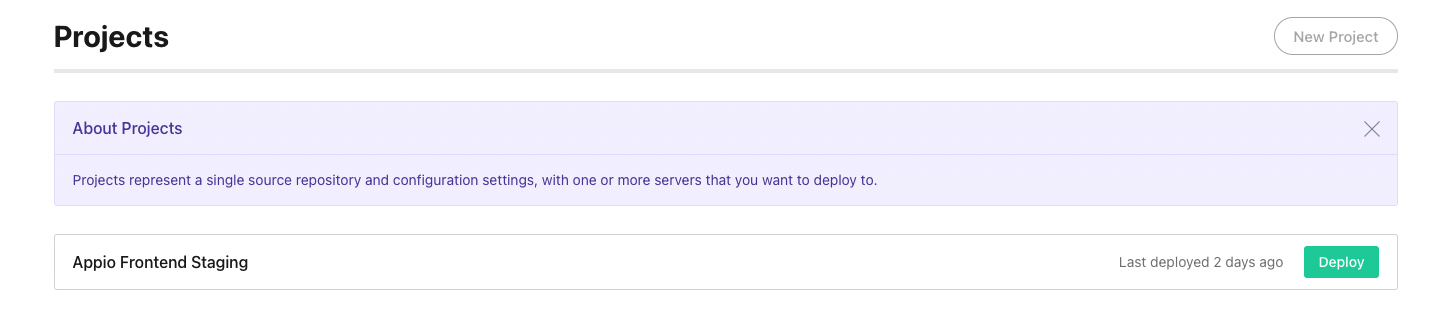 Projects
New Project
About Projects
Projects represent a single source repository and configuration settings, with one or more servers that you want to deploy to.
Appio Frontend Staging
Last deployed 2 days ago
Deploy